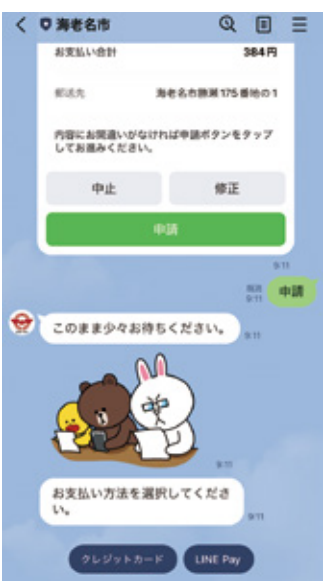 海老名市
お支払い合計 384円
郵送先 海老名市勝瀬175番地の1
内容にお間違いがなければ申請ボタンをタップ
してお進みください。
中止 修正
申請
9:11
既読
9:11
申請
このまま少々お待ちください。
9:11
9:11
お支払い方法を選択してくださ
い。
9:11
クレジットカード LINE Pay